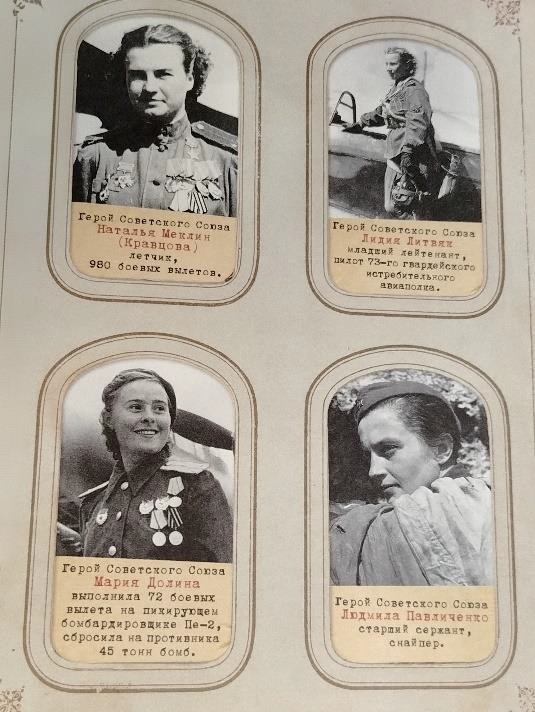 Герой Советского Союза
Наталья Меклин
(Кравцова)
летчик,
980 боевых вылетов.
Герой Советского Союза
Лидия Литвяк
младший лейтенант,
пилот 73-го гвардейского
истребительного
авиаполка.
Герой Советского Союза
Мария Долина
выполнила 72 боевых
вылета на пикирующем
бомбардировщике Пе-2,
сбросила на противника
45 тонн бомб.
Герой Советского Союза
Людмила Павличенко
старший сержант,
снайпер.